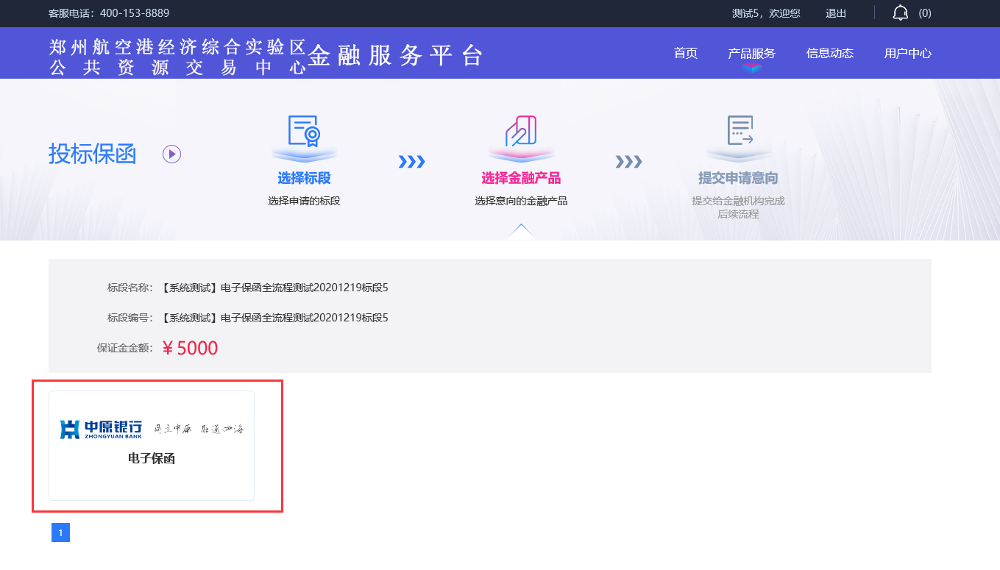 客服电话：400-153-8889
测试5，欢迎您
退出
(0)
郑州航空港经济综合实验区
公共资源交易中心
金融服务平台
首页
产品服务
信息动态
用户中心
投标保函
选择标段
选择申请的标段
选择金融产品
选择意向的金融产品
提交申请意向
提交给金融机构完成
后续流程
标段名称：【系统测试】电子保函全流程测试20201219标段5
标段编号：【系统测试】电子保函全流程测试20201219标段5
保证金金额：￥5000
中原银行
ZHONGYUAN BANK
鼎立中原 融通四海
电子保函
1